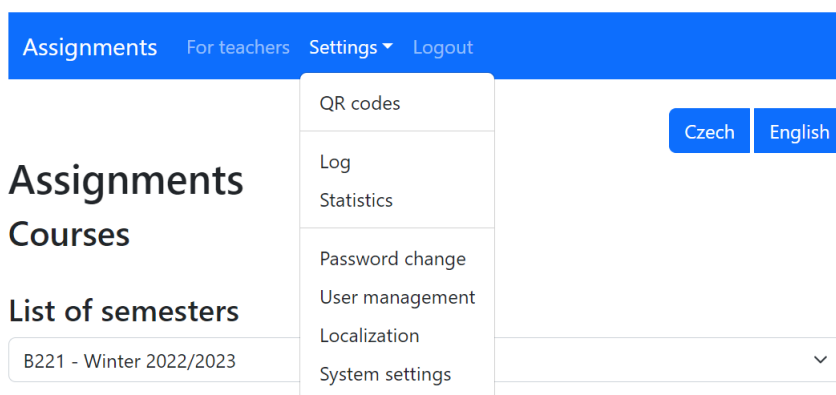 Assignments For teachers Settings Logout
QR codes
Log
Statistics
Password change
User management
Localization
System settings
Czech English
Assignments
Courses
List of semesters
B221 - Winter 2022/2023